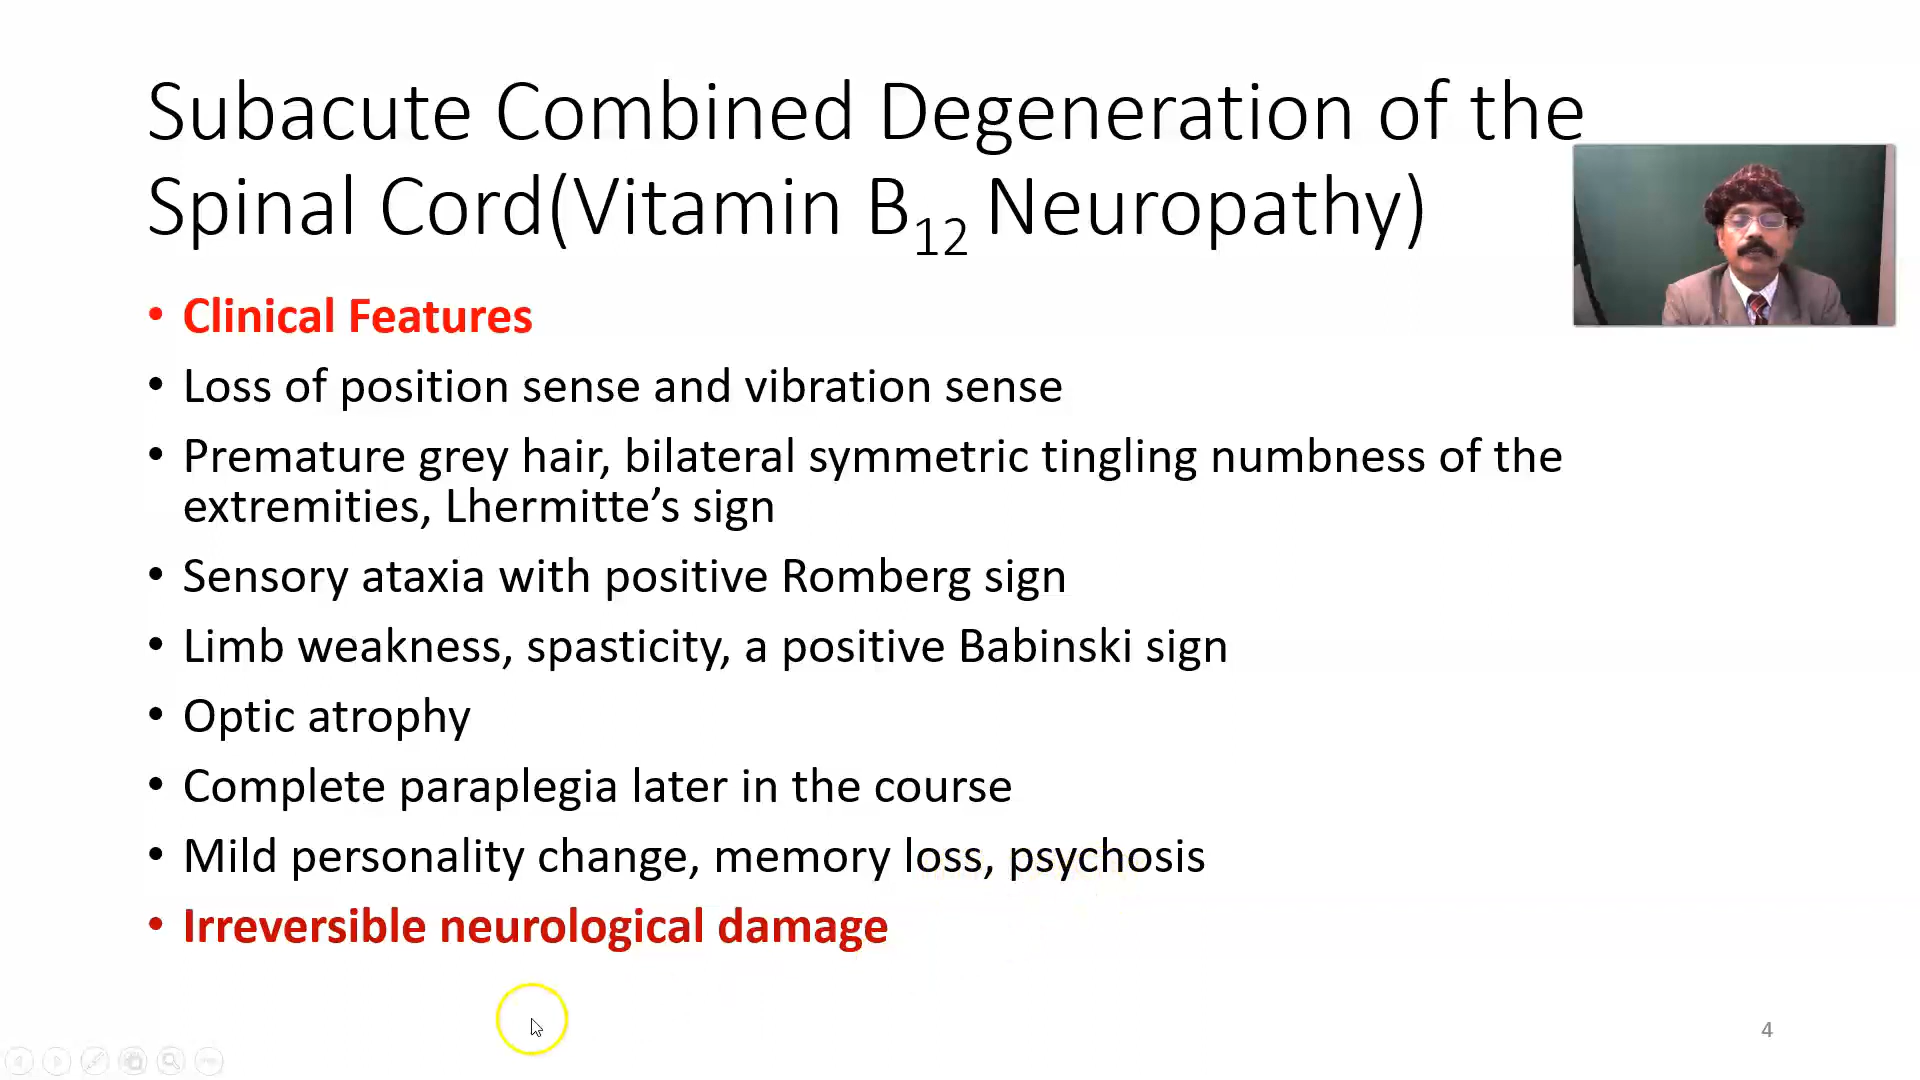 Subacute Combined Degeneration of the
Spinal Cord(Vitamin B12 Neuropathy)
• Clinical Features
• Loss of position sense and vibration sense
• Premature grey hair, bilateral symmetric tingling numbness of the
extremities, Lhermitte’s sign
• Sensory ataxia with positive Romberg sign
• Limb weakness, spasticity, a positive Babinski sign
• Optic atrophy
• Complete paraplegia later in the course
• Mild personality change, memory loss, psychosis
• Irreversible neurological damage
4